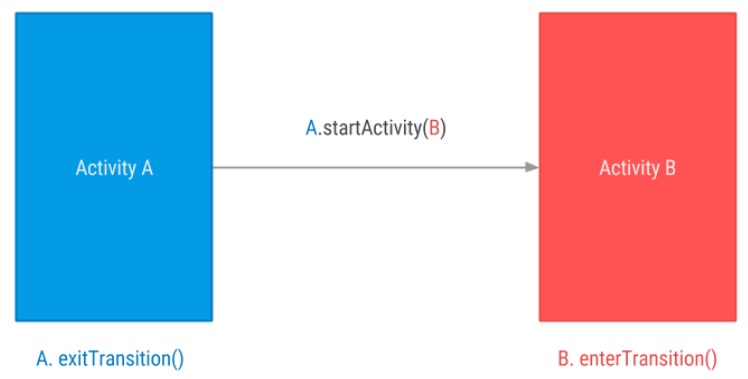 A.startActivity(B)
Activity A
Activity B
A. exitTransition()
B. enterTransition()